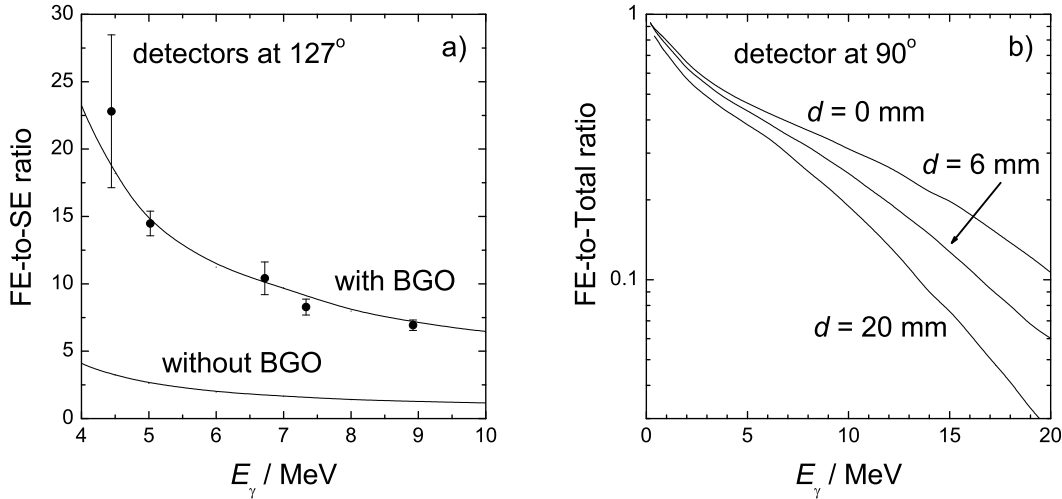 detectors at 127°
a)
with BGO
without BGO
FE-to-SE ratio
30
25
20
15
10
5
0
4 5 6 7 8 9 10
E_γ / MeV
detector at 90°
b)
d = 0 mm
d = 6 mm
d = 20 mm
FE-to-Total ratio
1
0.1
0 5 10 15 20
E_γ / MeV